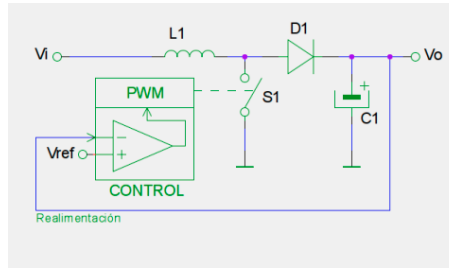 L1
D1
Vi
Vo
PWM
S1
+
C1
−
Vref
+
CONTROL
Realimentación